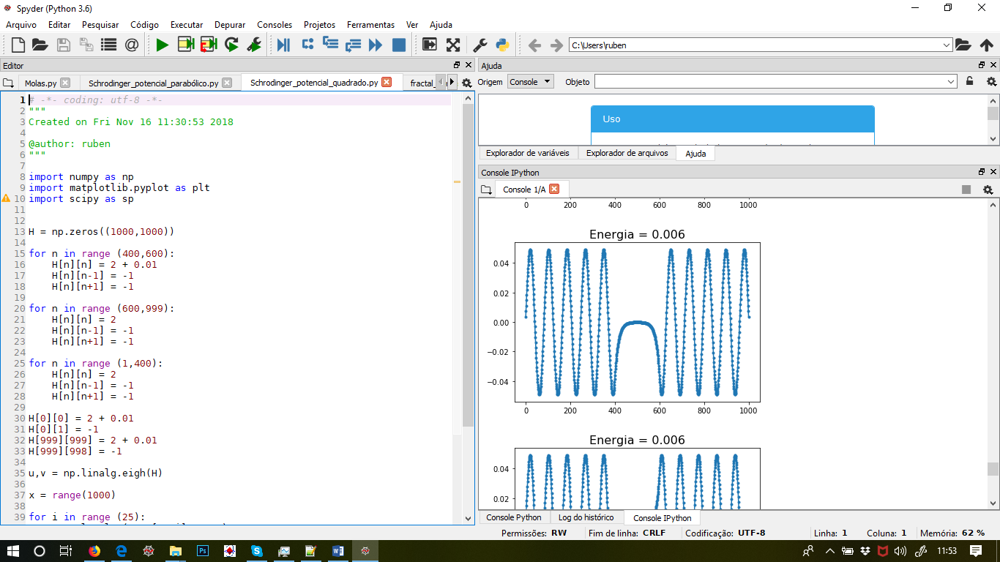 Spyder (Python 3.6)
Arquivo Editar Pesquisar Código Executar Depurar Consoles Projetos Ferramentas Ver Ajuda
C:\Users\ruben
Editor
Molas.py Schrodinger_potencial_parabólico.py Schrodinger_potencial_quadrado.py fractal_
1 # -*- coding: utf-8 -*-
2 """
3 Created on Fri Nov 16 11:30:53 2018
4
5 @author: ruben
6 """
7
8 import numpy as np
9 import matplotlib.pyplot as plt
10 import scipy as sp
11
12
13 H = np.zeros((1000,1000))
14
15 for n in range (400,600):
16     H[n][n] = 2 + 0.01
17     H[n][n-1] = -1
18     H[n][n+1] = -1
19
20 for n in range (600,999):
21     H[n][n] = 2
22     H[n][n-1] = -1
23     H[n][n+1] = -1
24
25 for n in range (1,400):
26     H[n][n] = 2
27     H[n][n-1] = -1
28     H[n][n+1] = -1
29
30 H[0][0] = 2 + 0.01
31 H[0][1] = -1
32 H[999][999] = 2 + 0.01
33 H[999][998] = -1
34
35 u,v = np.linalg.eigh(H)
36
37 x = range(1000)
38
39 for i in range (25):
Ajuda
Origem Console Objeto
Uso
Explorador de variáveis Explorador de arquivos Ajuda
Console IPython
Console 1/A
0 200 400 600 800 1000
Energia = 0.006
0.04
0.02
0.00
−0.02
−0.04
0 200 400 600 800 1000
Energia = 0.006
0.04
0.02
Console Python Log do histórico Console IPython
Permissões: RW Fim de linha: CRLF Codificação: UTF-8 Linha: 1 Coluna: 1 Memória: 62 %
11:53